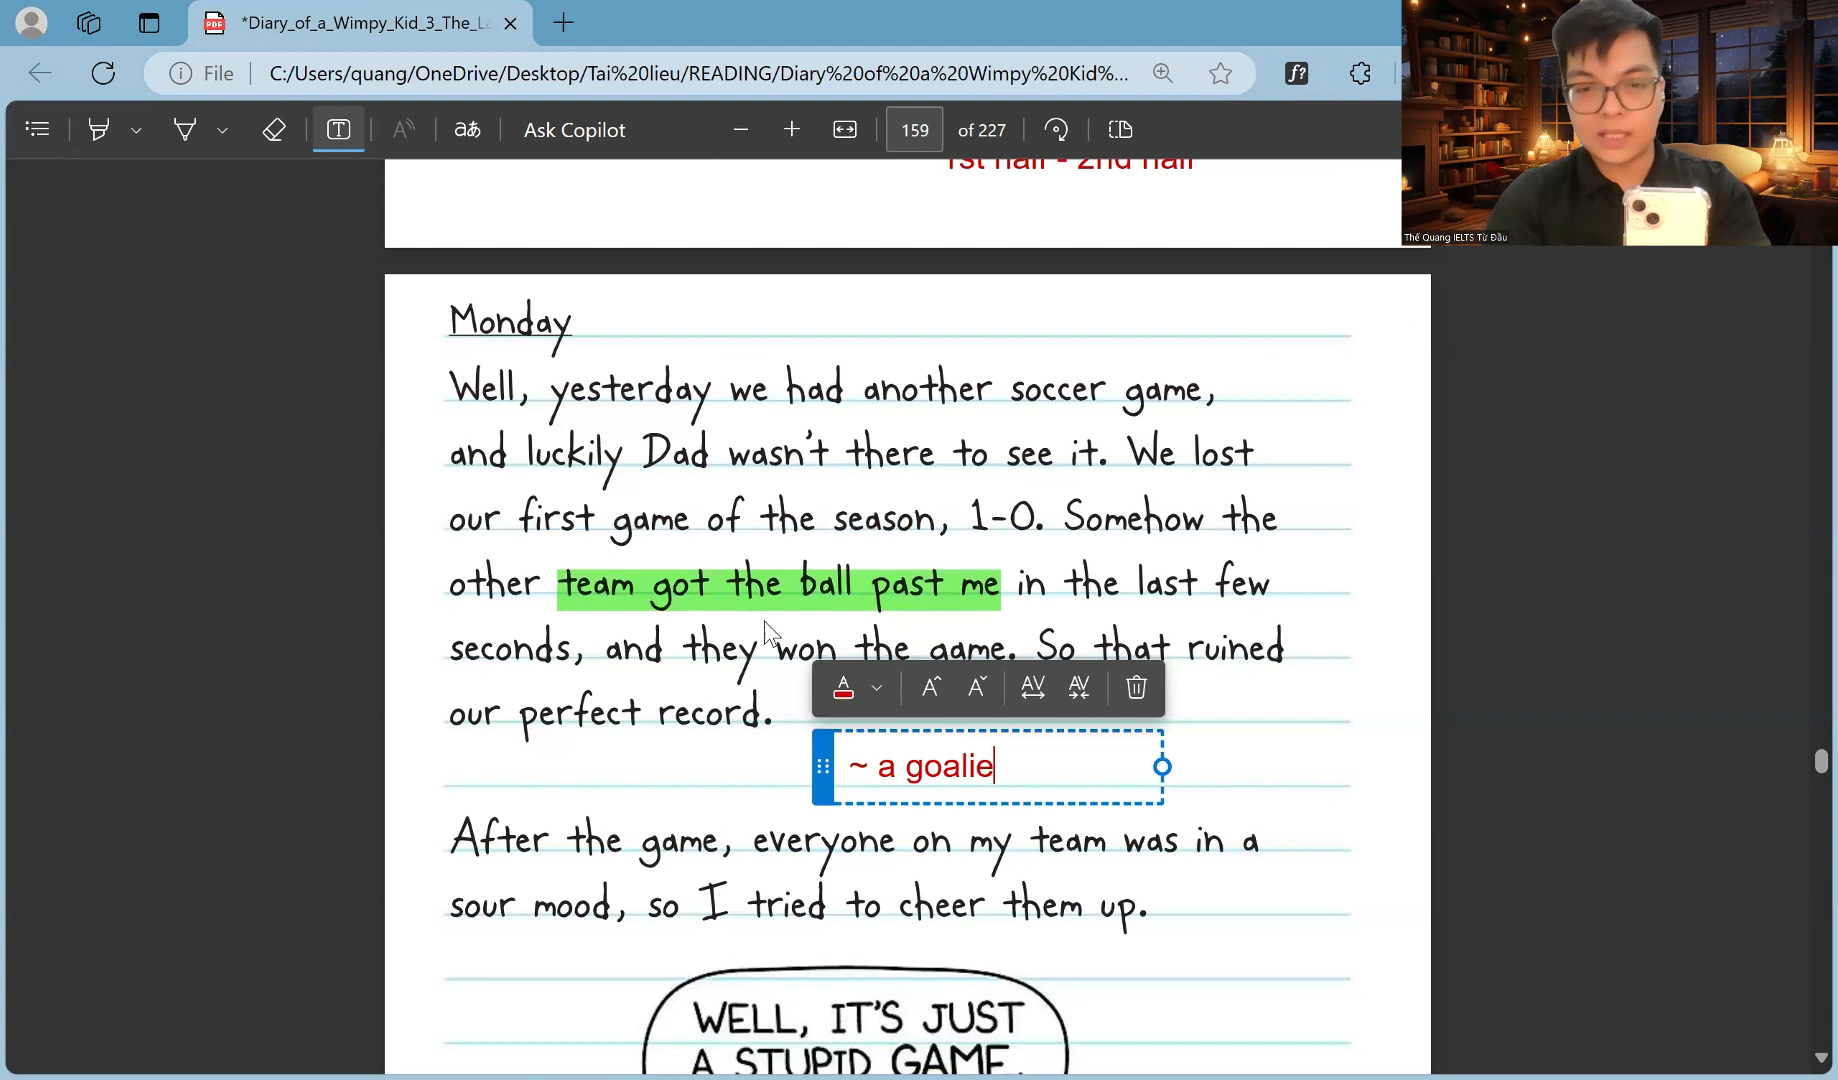 *Diary_of_a_Wimpy_Kid_3_The_La
File
C:/Users/quang/OneDrive/Desktop/Tai%20lieu/READING/Diary%20of%20a%20Wimpy%20Kid%...
Ask Copilot
159
of 227
1st half - 2nd half
Thế Quang IELTS Từ Đầu
Monday
Well, yesterday we had another soccer game,
and luckily Dad wasn't there to see it. We lost
our first game of the season, 1-0. Somehow the
other team got the ball past me in the last few
seconds, and they won the game. So that ruined
our perfect record.
~ a goalie
After the game, everyone on my team was in a
sour mood, so I tried to cheer them up.
WELL, IT'S JUST
A STUPID GAME.